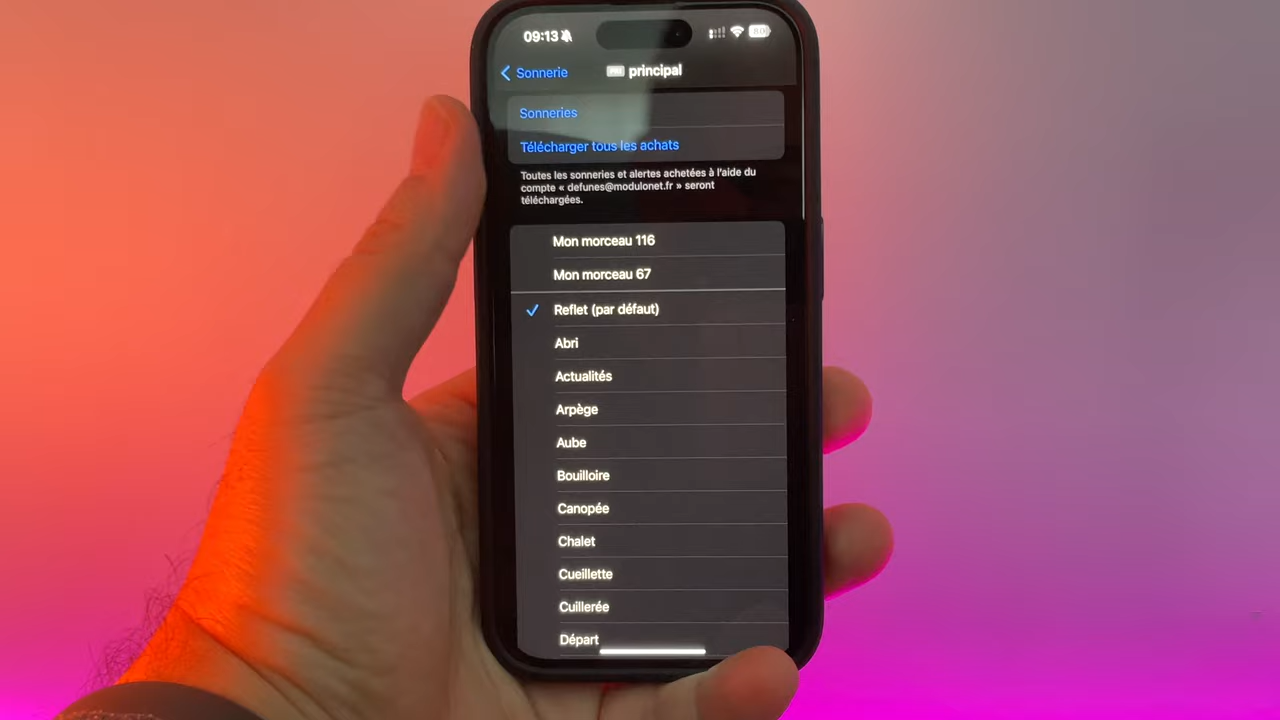 09:13
Sonnerie
PRI principal
Sonneries
Télécharger tous les achats
Toutes les sonneries et alertes achetées à l'aide du
compte « defunes@modulonet.fr » seront
téléchargées.
Mon morceau 116
Mon morceau 67
Reflet (par défaut)
Abri
Actualités
Arpège
Aube
Bouilloire
Canopée
Chalet
Cueillette
Cuillerée
Départ